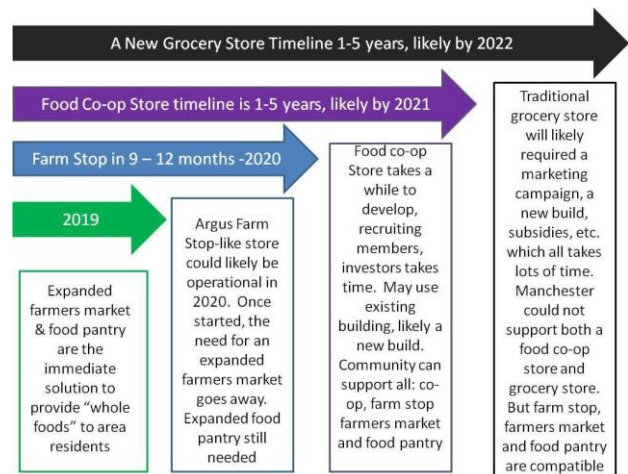 A New Grocery Store Timeline 1-5 years, likely by 2022
Food Co-op Store timeline is 1-5 years, likely by 2021
Farm Stop in 9 – 12 months -2020
2019
Expanded
farmers market
& food pantry
are the
immediate
solution to
provide “whole
foods” to area
residents
Argus Farm
Stop-like store
could likely be
operational in
2020. Once
started, the
need for an
expanded
farmers market
goes away.
Expanded food
pantry still
needed
Food co-op
Store takes a
while to
develop,
recruiting
members,
investors takes
time. May use
existing
building, likely a
new build.
Community can
support all: co-
op, farm stop
farmers market
and food pantry
Traditional
grocery store
will likely
required a
marketing
campaign, a
new build,
subsidies, etc.
which all takes
lots of time.
Manchester
could not
support both a
food co-op
store and
grocery store.
But farm stop,
farmers market
and food pantry
are compatible